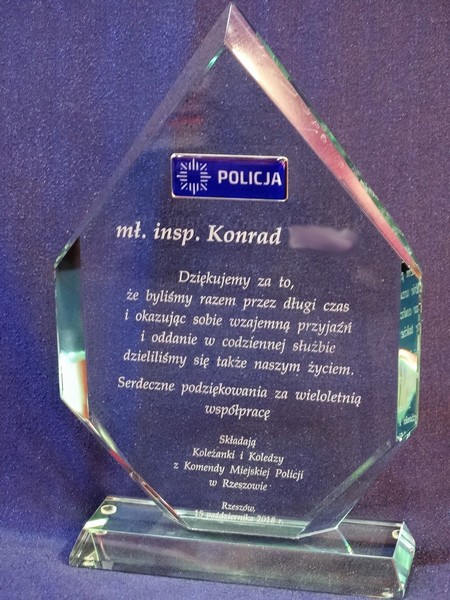 POLICJA
mł. insp. Konrad
Dziękujemy za to,
że byliśmy razem przez długi czas
i okazując sobie wzajemną przyjaźń
i oddanie w codziennej służbie
dzieliliśmy się także naszym życiem.
Serdeczne podziękowania za wieloletnią
współpracę
Składają
Koleżanki i Koledzy
z Komendy Miejskiej Policji
w Rzeszowie
Rzeszów,
15 października 2018 r.